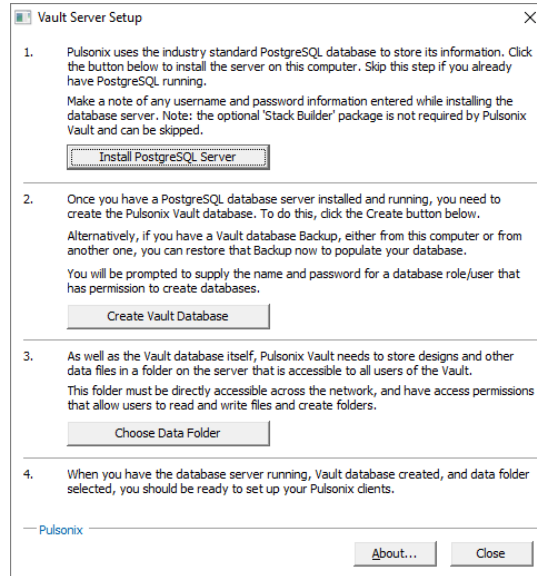 Vault Server Setup
1. Pulsonix uses the industry standard PostgreSQL database to store its information. Click
the button below to install the server on this computer. Skip this step if you already
have PostgreSQL running.
Make a note of any username and password information entered while installing the
database server. Note: the optional 'Stack Builder' package is not required by Pulsonix
Vault and can be skipped.
Install PostgreSQL Server
2. Once you have a PostgreSQL database server installed and running, you need to
create the Pulsonix Vault database. To do this, click the Create button below.
Alternatively, if you have a Vault database Backup, either from this computer or from
another one, you can restore that Backup now to populate your database.
You will be prompted to supply the name and password for a database role/user that
has permission to create databases.
Create Vault Database
3. As well as the Vault database itself, Pulsonix Vault needs to store designs and other
data files in a folder on the server that is accessible to all users of the Vault.
This folder must be directly accessible across the network, and have access permissions
that allow users to read and write files and create folders.
Choose Data Folder
4. When you have the database server running, Vault database created, and data folder
selected, you should be ready to set up your Pulsonix clients.
Pulsonix
About... Close